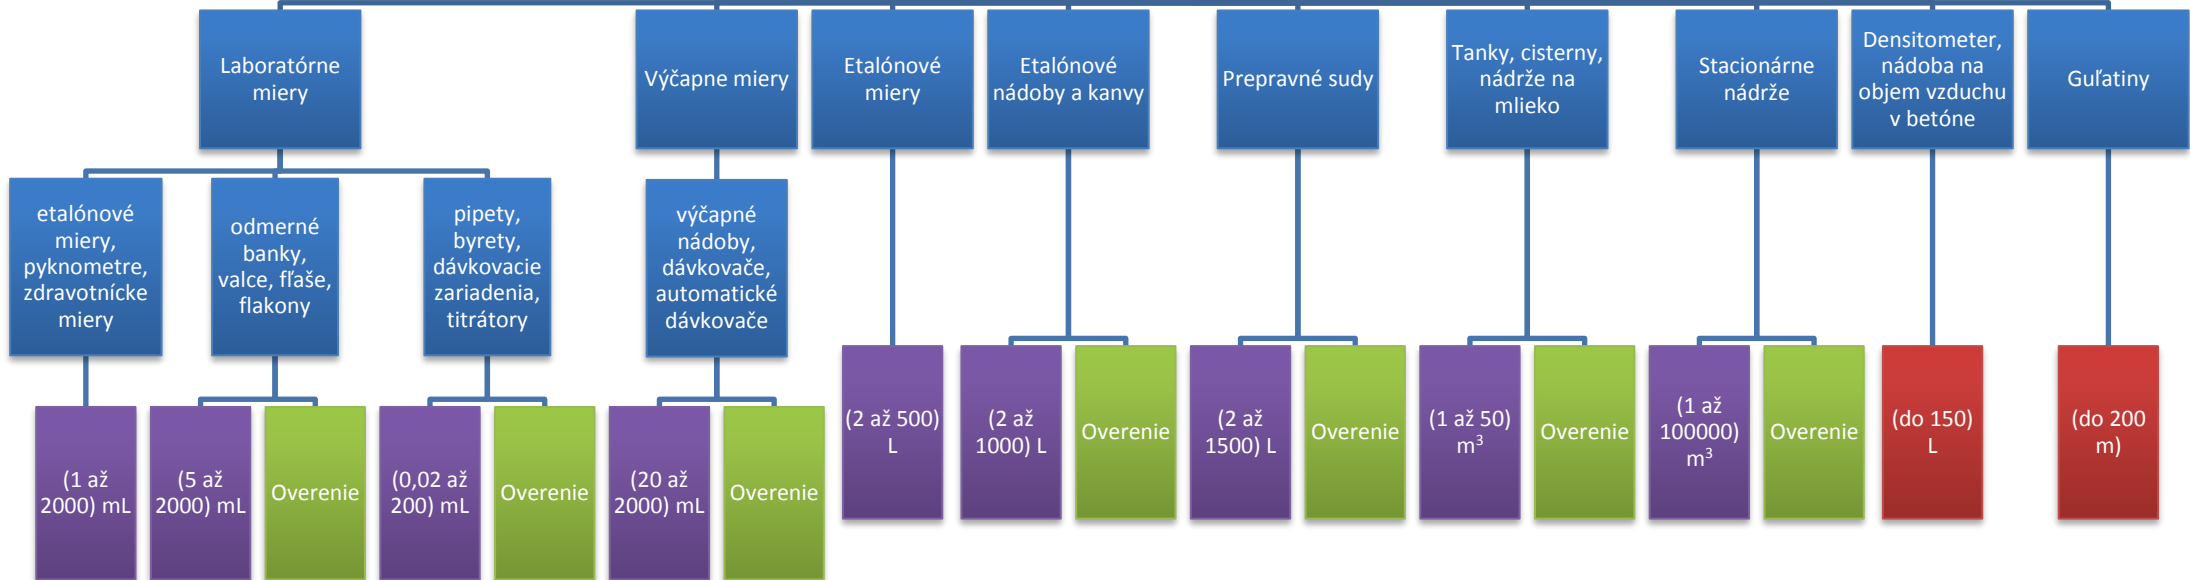 Laboratórne
miery
Výčapne miery
Etalónové
miery
Etalónové
nádoby a kanvy
Prepravné sudy
Tanky, cisterny,
nádrže na
mlieko
Stacionárne
nádrže
Densitometer,
nádoba na
objem vzduchu
v betóne
Guľatiny
etalónové
miery,
pyknometre,
zdravotnícke
miery
odmerné
banky,
valce, fľaše,
flakony
pipety,
byrety,
dávkovacie
zariadenia,
titrátory
výčapné
nádoby,
dávkovače,
automatické
dávkovače
(1 až
2000) mL
(5 až
2000) mL
Overenie
(0,02 až
200) mL
Overenie
(20 až
2000) mL
Overenie
(2 až 500)
L
(2 až
1000) L
Overenie
(2 až
1500) L
Overenie
(1 až 50)
m³
Overenie
(1 až
100000)
m³
Overenie
(do 150)
L
(do 200
m)